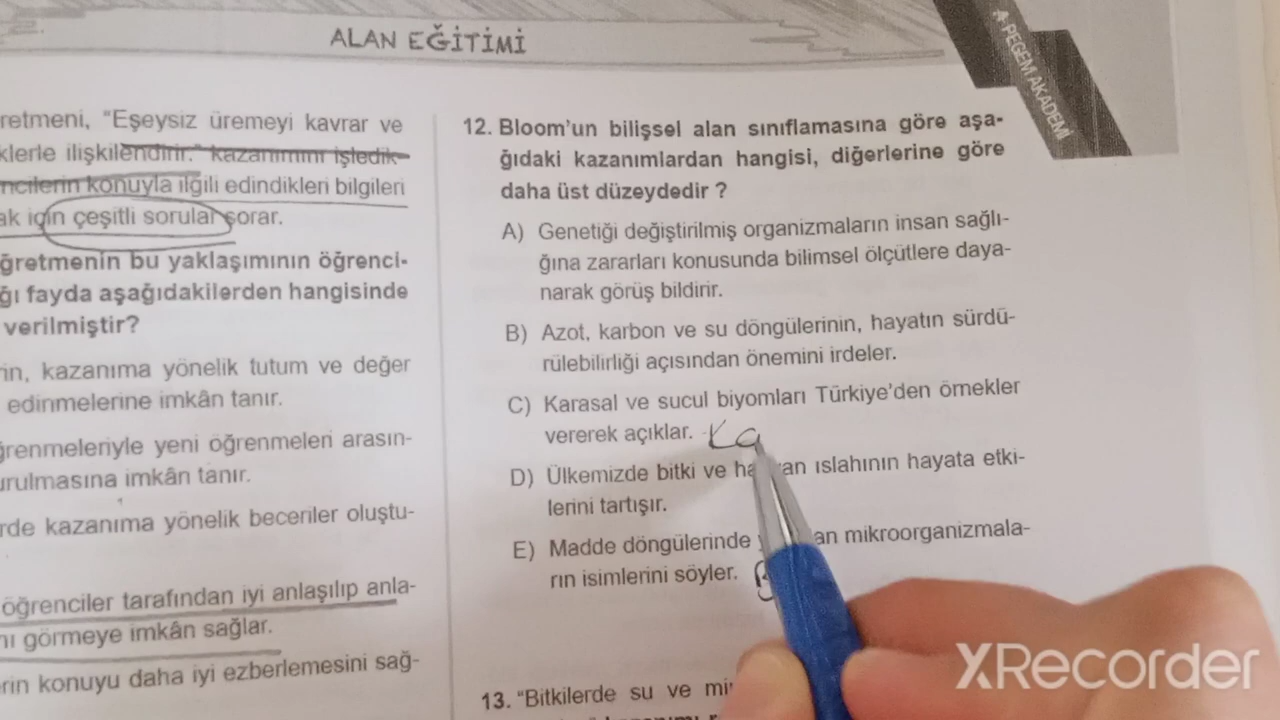 ALAN EĞİTİMİ
PEGEM AKADEMİ
retmeni, "Eşeysiz üremeyi kavrar ve
klerle ilişkilendirir." kazanımını işledik-
ncilerin konuyla ilgili edindikleri bilgileri
ak için çeşitli sorular sorar.
ğretmenin bu yaklaşımının öğrenci-
ğı fayda aşağıdakilerden hangisinde
verilmiştir?
rin, kazanıma yönelik tutum ve değer
edinmelerine imkân tanır.
ğrenmeleriyle yeni öğrenmeleri arasın-
urulmasına imkân tanır.
rde kazanıma yönelik beceriler oluştu-
öğrenciler tarafından iyi anlaşılıp anla-
nı görmeye imkân sağlar.
rin konuyu daha iyi ezberlemesini sağ-
12. Bloom'un bilişsel alan sınıflamasına göre aşa-
ğıdaki kazanımlardan hangisi, diğerlerine göre
daha üst düzeydedir ?
A) Genetiği değiştirilmiş organizmaların insan sağlı-
ğına zararları konusunda bilimsel ölçütlere daya-
narak görüş bildirir.
B) Azot, karbon ve su döngülerinin, hayatın sürdü-
rülebilirliği açısından önemini irdeler.
C) Karasal ve sucul biyomları Türkiye'den örnekler
vererek açıklar. Ka
D) Ülkemizde bitki ve ha an ıslahının hayata etki-
lerini tartışır.
E) Madde döngülerinde an mikroorganizmala-
rın isimlerini söyler.
13. "Bitkilerde su ve mi
XRecorder